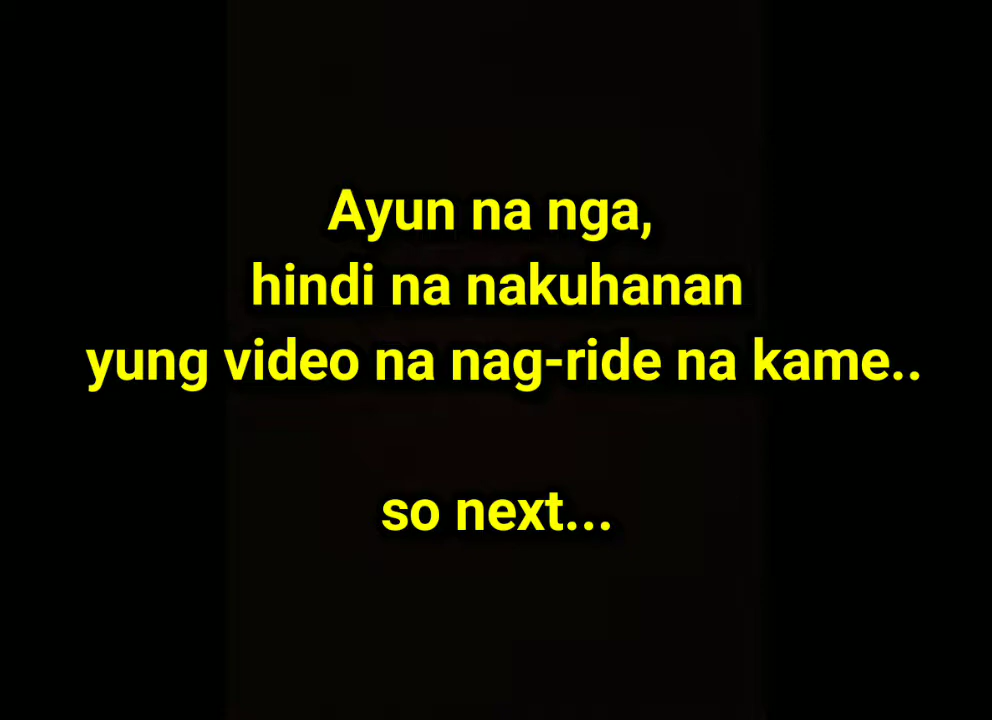 Ayun na nga,
hindi na nakuhanan
yung video na nag-ride na kame..
so next...